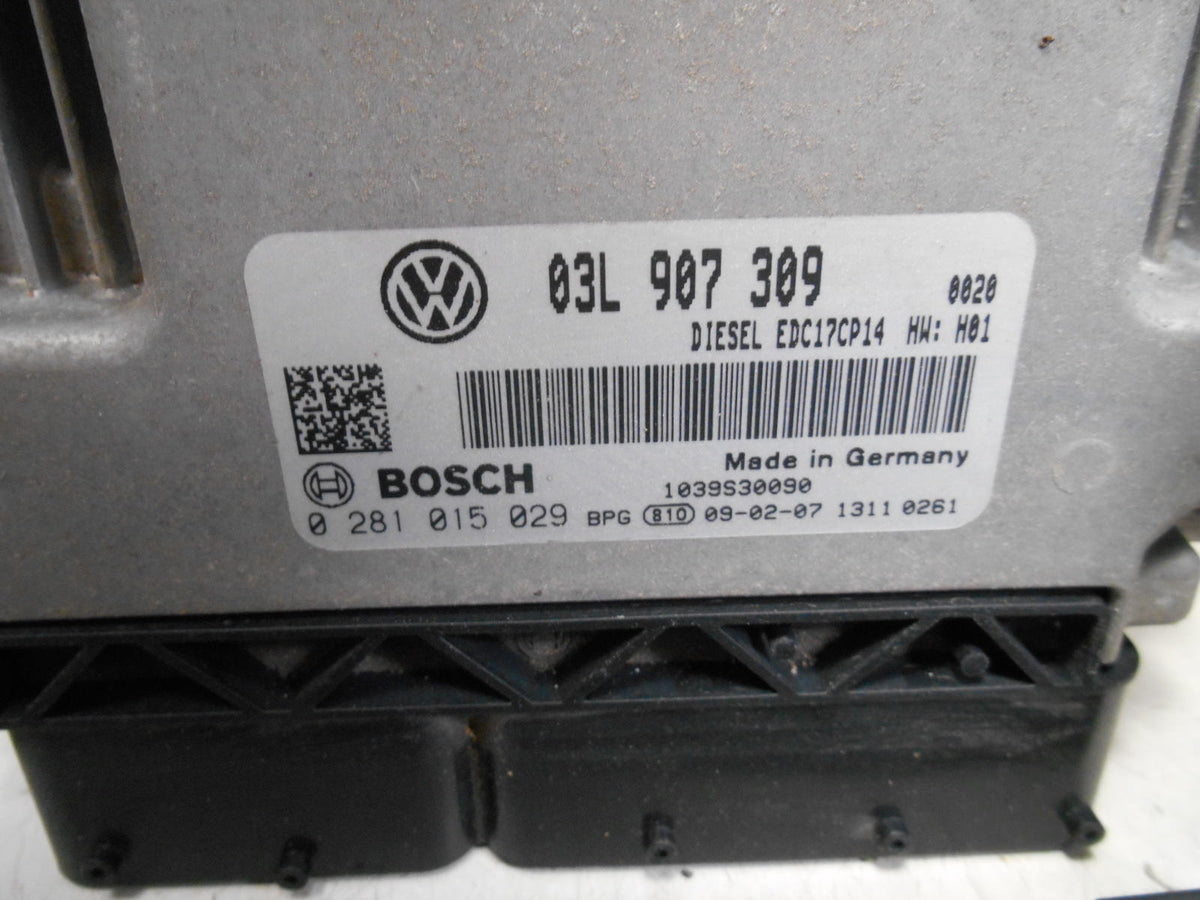 03L 907 309 0020
DIESEL EDC17CP14 HW: H01
Made in Germany
BOSCH 1039S30090
0 281 015 029 BPG 810 09-02-07 1311 0261